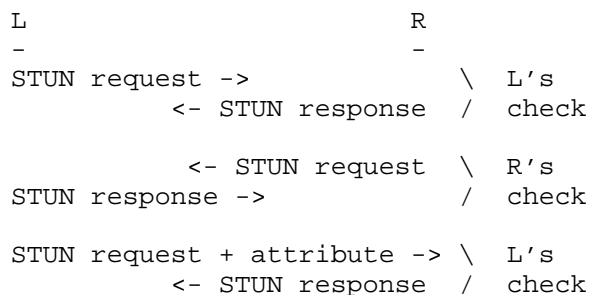 L                        R
-                        -
STUN request ->             \  L's
          <- STUN response  /  check

           <- STUN request  \  R's
STUN response ->            /  check

STUN request + attribute -> \  L's
          <- STUN response  /  check